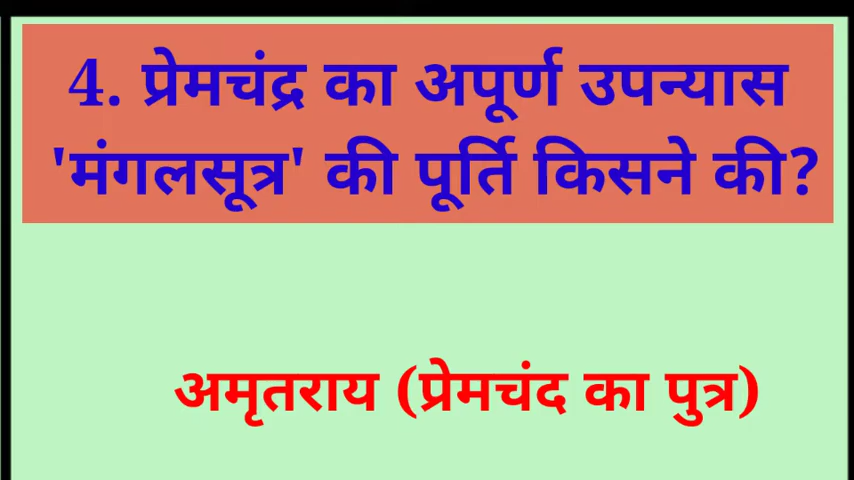 4. प्रेमचंद्र का अपूर्ण उपन्यास
'मंगलसूत्र' की पूर्ति किसने की?
अमृतराय (प्रेमचंद का पुत्र)